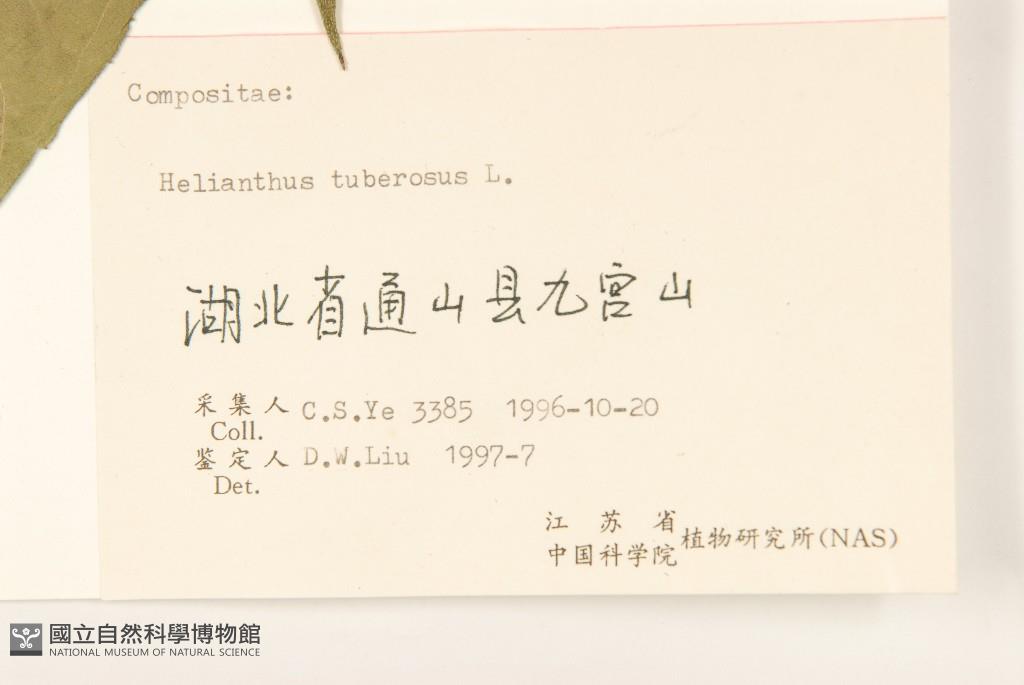 Compositae:
Helianthus tuberosus L.
湖北省通山县九宫山
采集人 C.S.Ye 3385 1996-10-20
Coll.
鉴定人 D.W.Liu 1997-7
Det.
江苏省
中国科学院植物研究所(NAS)
國立自然科學博物館
NATIONAL MUSEUM OF NATURAL SCIENCE